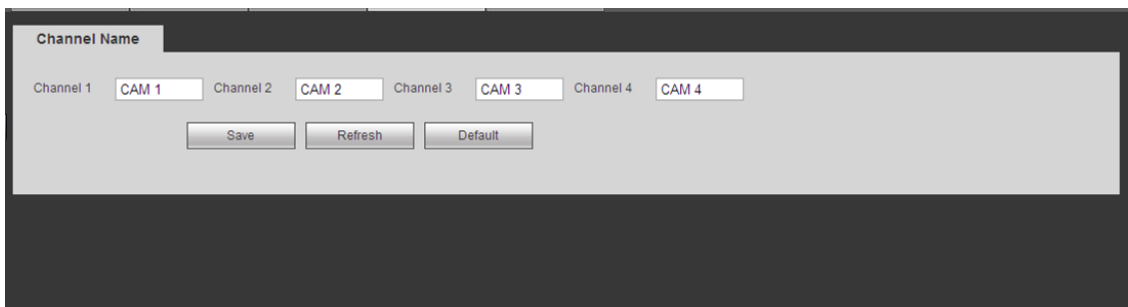 Channel Name
Channel 1 CAM 1 Channel 2 CAM 2 Channel 3 CAM 3 Channel 4 CAM 4
Save Refresh Default